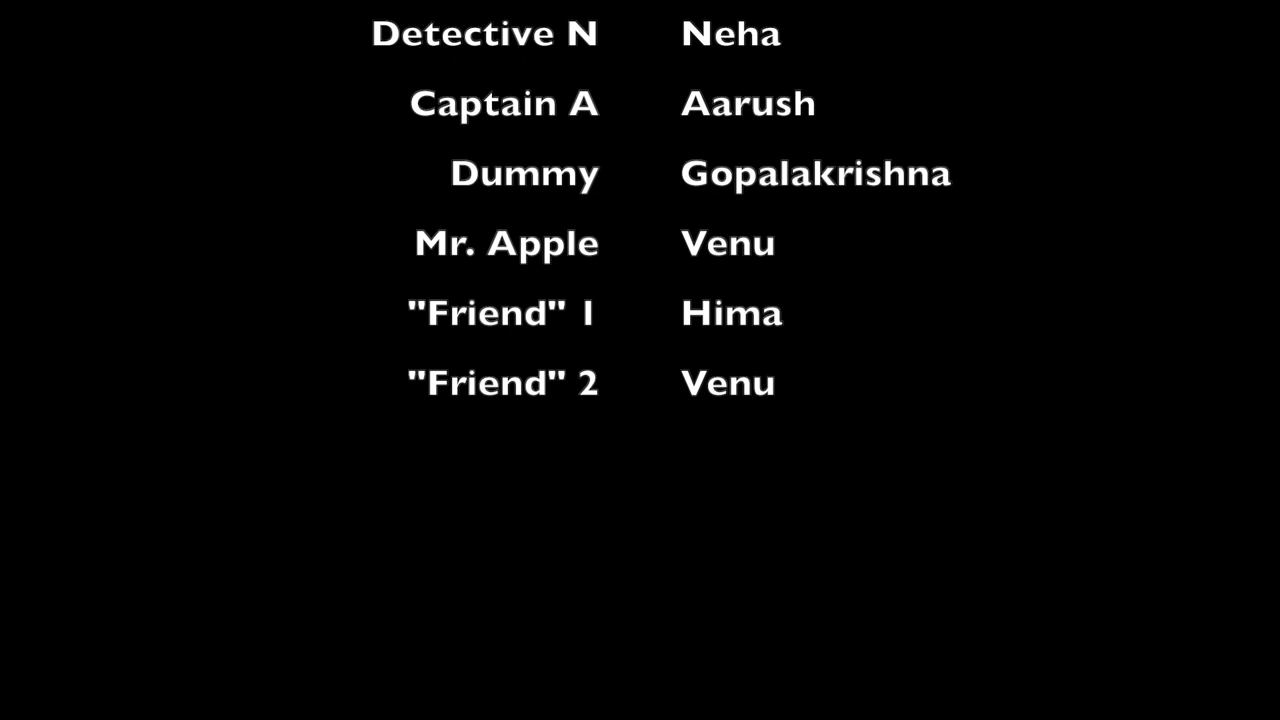 Detective N Neha
Captain A Aarush
Dummy Gopalakrishna
Mr. Apple Venu
"Friend" 1 Hima
"Friend" 2 Venu